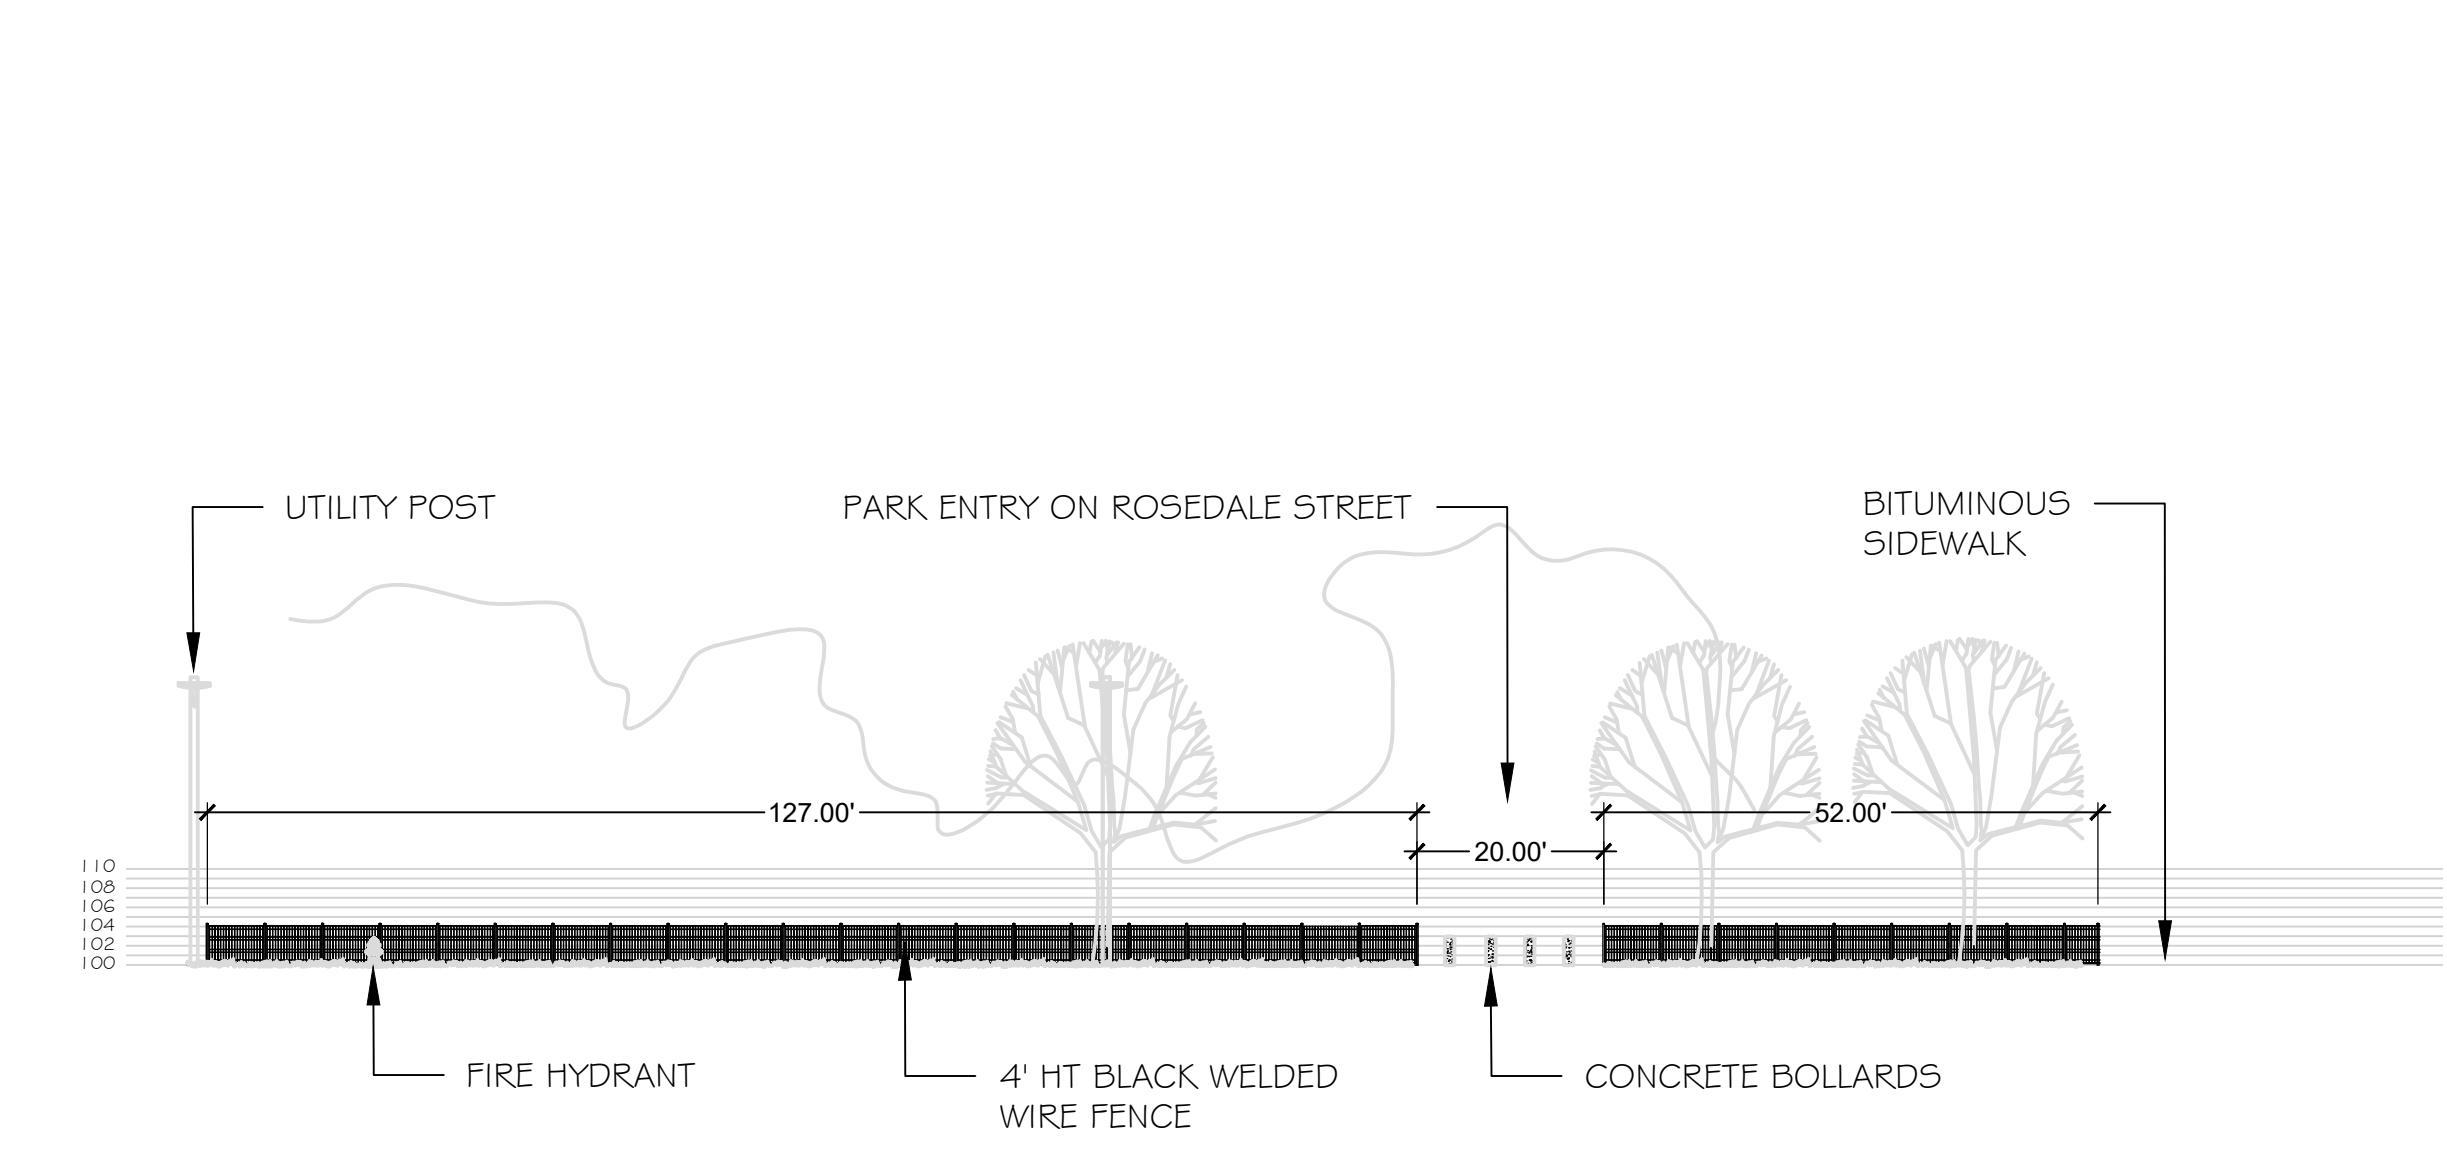 UTILITY POST
PARK ENTRY ON ROSEDALE STREET
BITUMINOUS
SIDEWALK
127.00'
52.00'
20.00'
110
108
106
104
102
100
FIRE HYDRANT
4' HT BLACK WELDED
WIRE FENCE
CONCRETE BOLLARDS